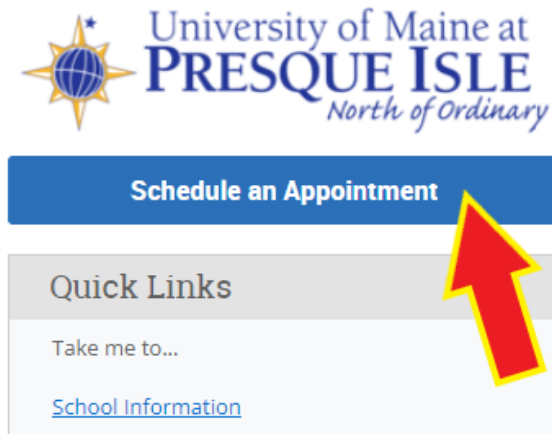 University of Maine at
PRESQUE ISLE
North of Ordinary
Schedule an Appointment
Quick Links
Take me to...
School Information